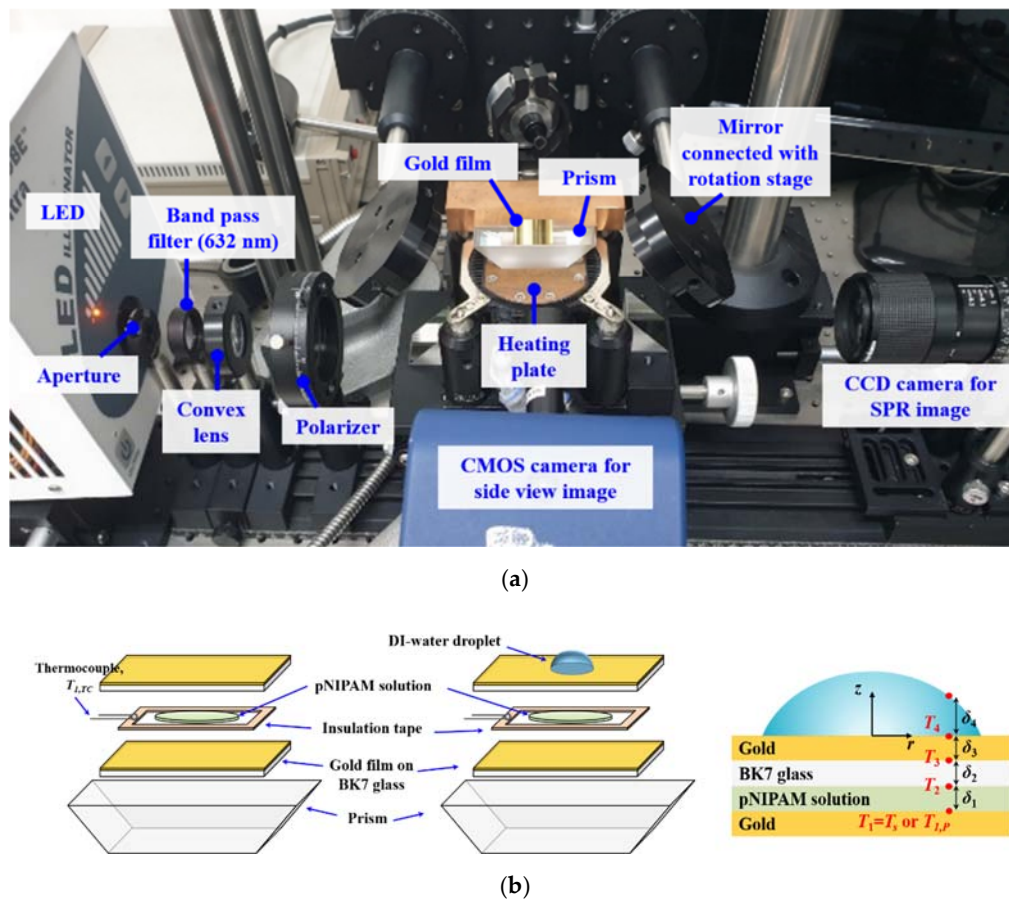 LED
Band pass
filter (632 nm)
Gold film
Prism
Mirror
connected with
rotation stage
LED ILLUMINATOR
Aperture
Convex
lens
Polarizer
Heating
plate
CCD camera for
SPR image
CMOS camera for
side view image
(a)
DI-water droplet
Thermocouple,
T1,TC
pNIPAM solution
Insulation tape
Gold film on
BK7 glass
Prism
z
r
T4
δ4
Gold
T3
δ3
BK7 glass
T2
δ2
pNIPAM solution
δ1
Gold
T1=Ts or T1,P
(b)